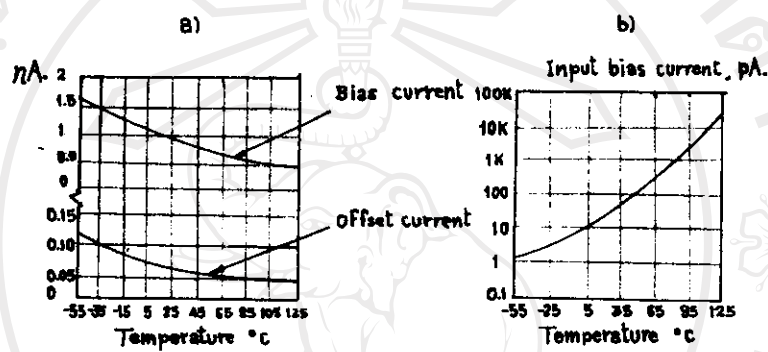 a)
b)
nA.
2
1.5
1
0.5
0
0.15
0.10
0.05
0
-55 -35 -15 5 25 45 65 85 105 125
Temperature °C
Bias current
Offset current
Input bias current, pA.
100K
10K
1K
100
10
1
0.1
-55 -25 5 35 65 95 125
Temperature °C